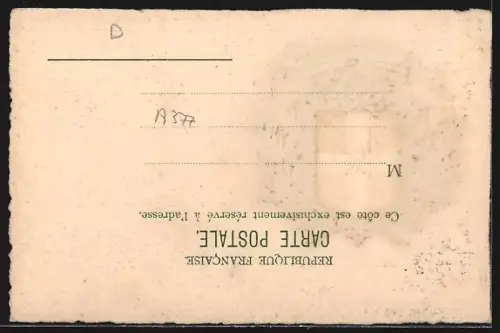 REPUBLIQUE FRANÇAISE.
CARTE POSTALE.
Ce côté est exclusivement réservé à l'adresse.
M
A377
D